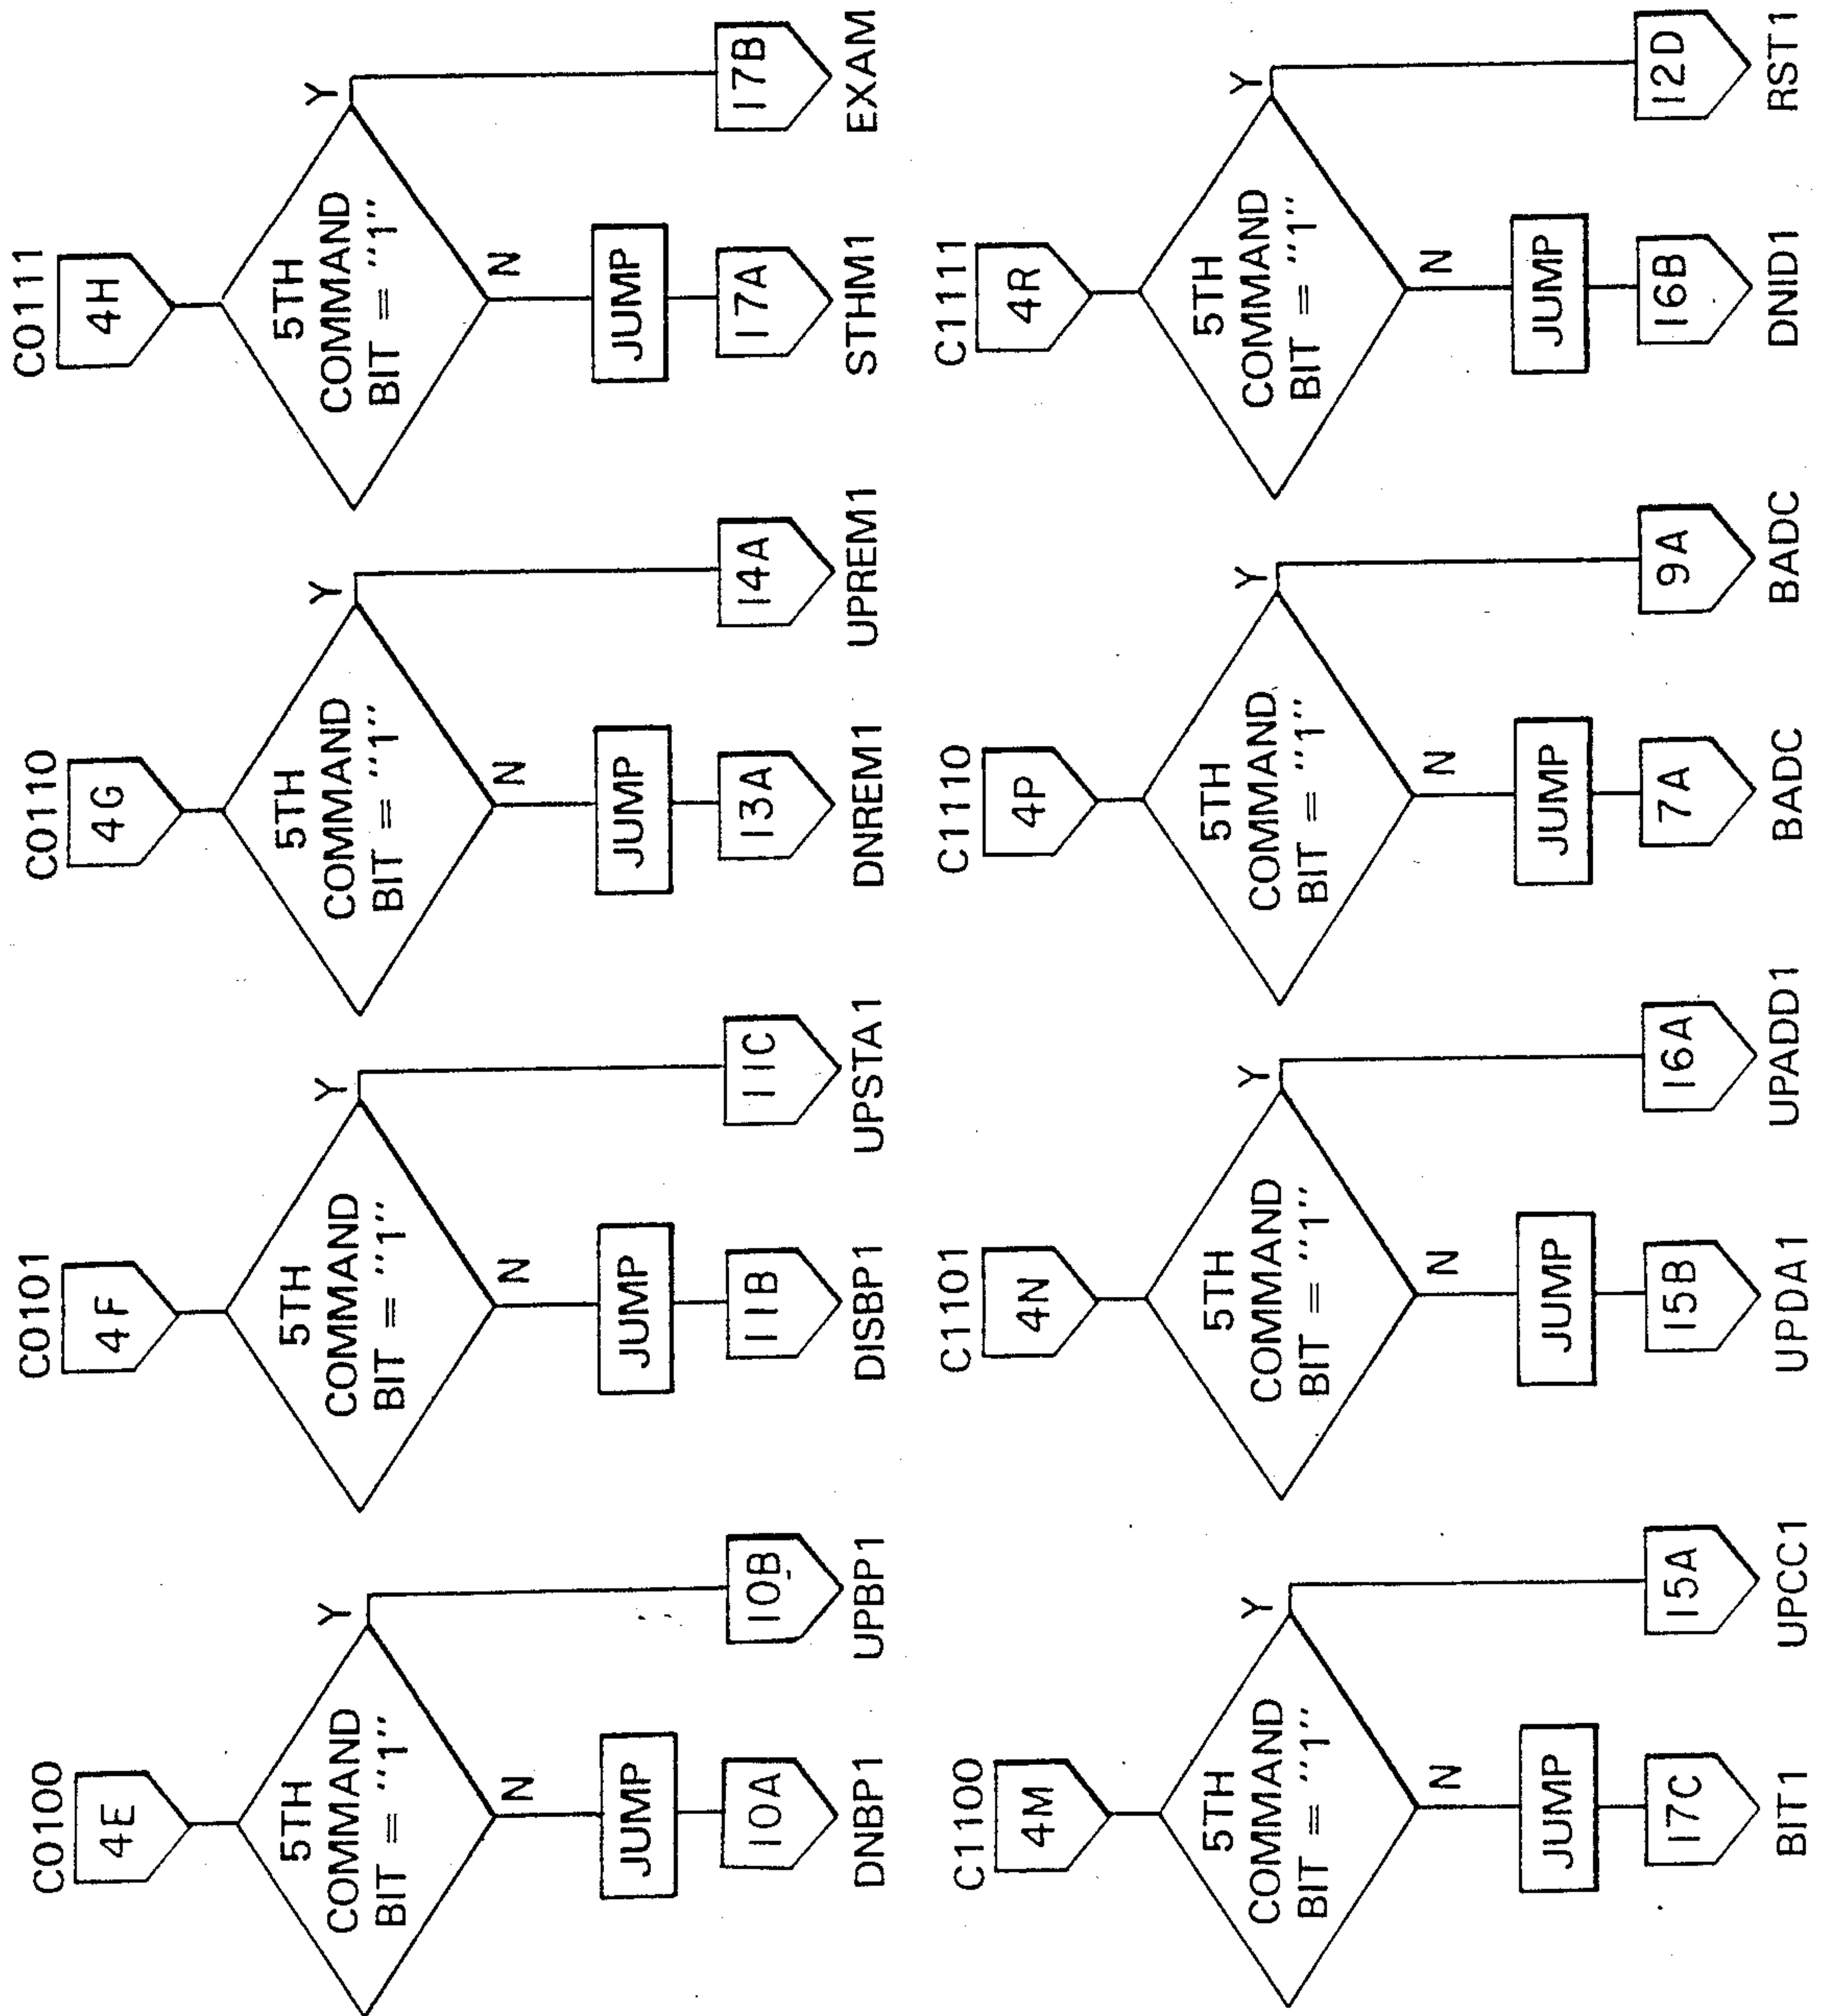 C0100
4E
5TH
COMMAND
BIT = "1"
Y
N
JUMP
10A
DNBP1
10B
UPBP1
C0101
4F
5TH
COMMAND
BIT = "1"
Y
N
JUMP
11B
DISBP1
11C
UPSTA1
C0110
4G
5TH
COMMAND
BIT = "1"
Y
N
JUMP
13A
DNREM1
14A
UPREM1
C0111
4H
5TH
COMMAND
BIT = "1"
Y
N
JUMP
17A
STHM1
17B
EXAM
C1100
4M
5TH
COMMAND
BIT = "1"
Y
N
JUMP
17C
BIT1
15A
UPCC1
C1101
4N
5TH
COMMAND
BIT = "1"
Y
N
JUMP
15B
UPDA1
16A
UPADD1
C1110
4P
5TH
COMMAND
BIT = "1"
Y
N
JUMP
7A
BADC
9A
BADC
C1111
4R
5TH
COMMAND
BIT = "1"
Y
N
JUMP
16B
DNID1
12D
RST1